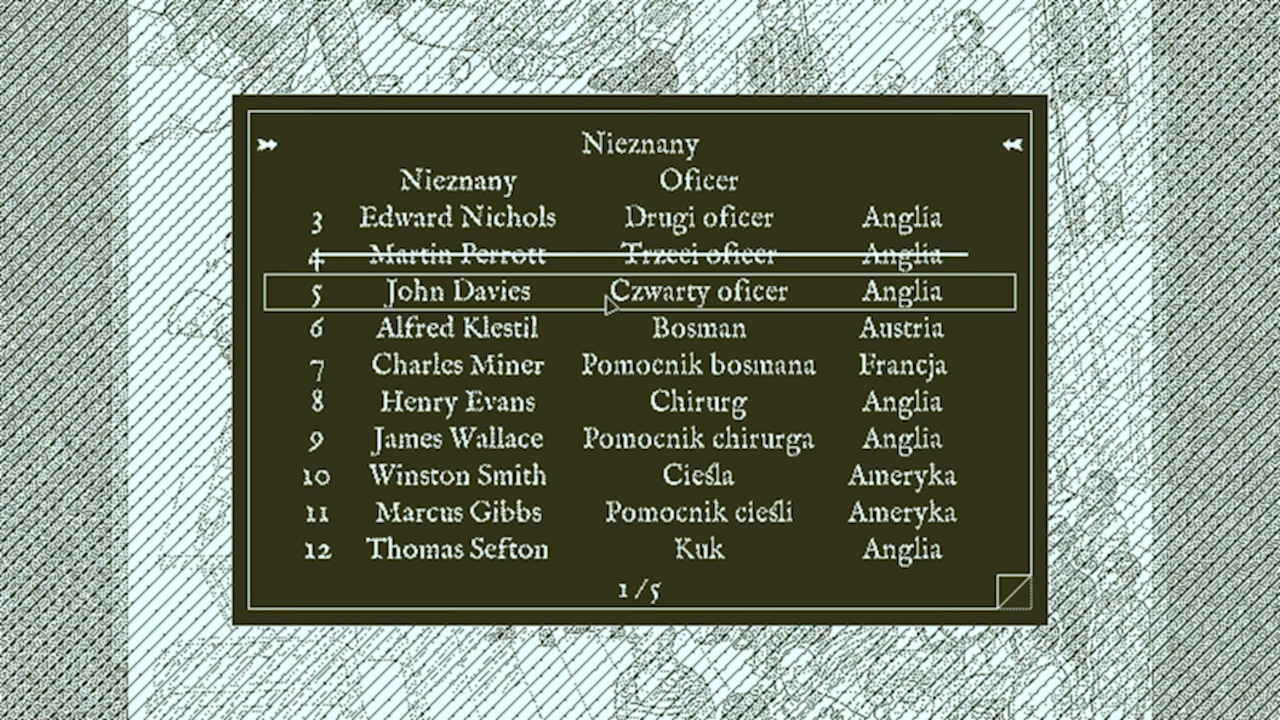 Nieznany
Nieznany Oficer
3 Edward Nichols Drugi oficer Anglia
4 Martin Perrott Trzeci oficer Anglia
5 John Davies Czwarty oficer Anglia
6 Alfred Klestil Bosman Austria
7 Charles Miner Pomocnik bosmana Francja
8 Henry Evans Chirurg Anglia
9 James Wallace Pomocnik chirurga Anglia
10 Winston Smith Cieśla Ameryka
11 Marcus Gibbs Pomocnik cieśli Ameryka
12 Thomas Sefton Kuk Anglia
1/5